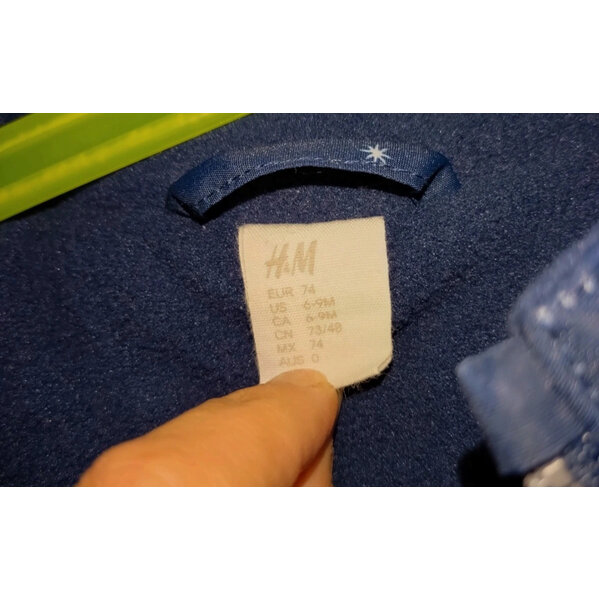 H&M
EUR 74
US 6-9M
CA 6-9M
CN 73/48
MX 74
AUS 0